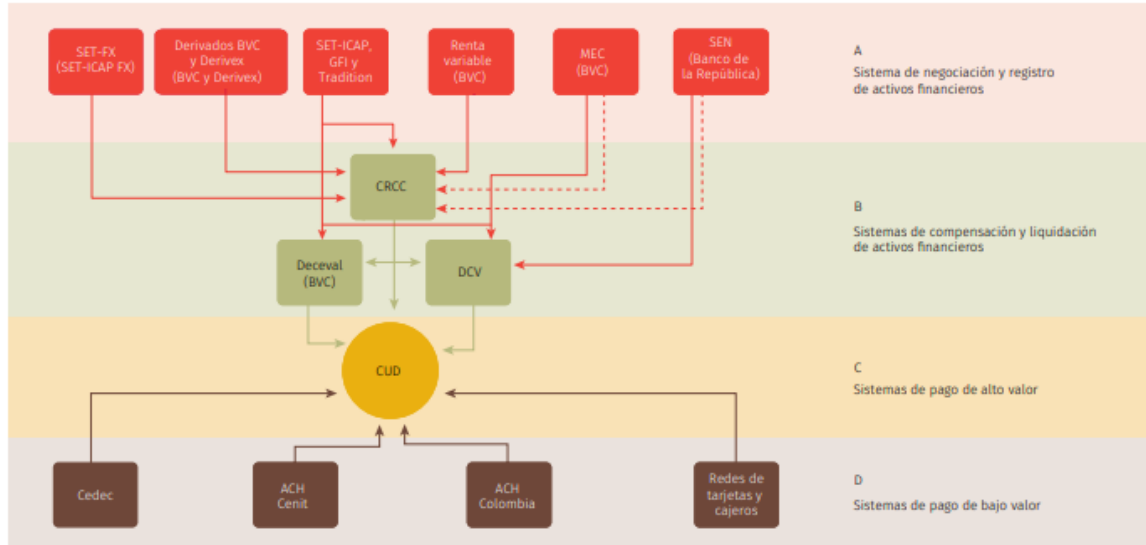 SET-FX
(SET-ICAP FX)
Derivados BVC
y Derivex
(BVC y Derivex)
SET-ICAP,
GFI y
Tradition
Renta
variable
(BVC)
MEC
(BVC)
SEN
(Banco de
la República)
A
Sistema de negociación y registro
de activos financieros
CRCC
Deceval
(BVC)
DCV
B
Sistemas de compensación y liquidación
de activos financieros
CUD
C
Sistemas de pago de alto valor
Cedec
ACH
Cenit
ACH
Colombia
Redes de
tarjetas y
cajeros
D
Sistemas de pago de bajo valor